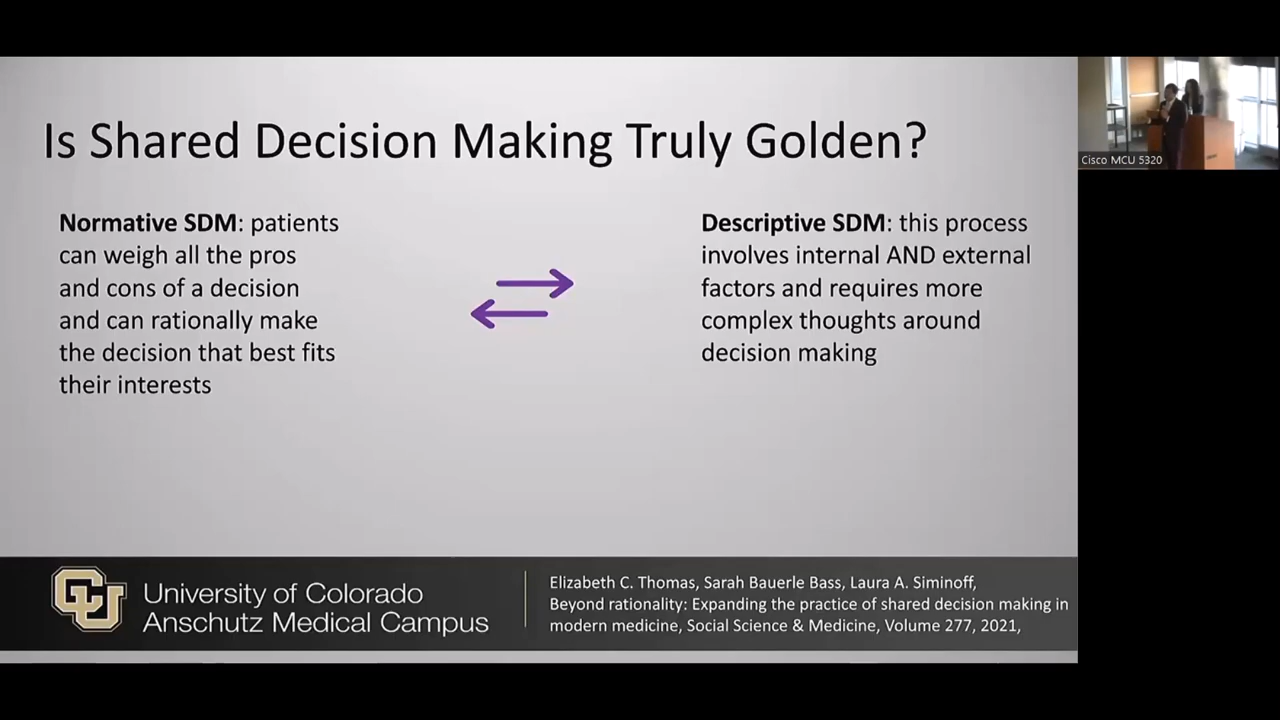 Is Shared Decision Making Truly Golden?
Normative SDM: patients
can weigh all the pros
and cons of a decision
and can rationally make
the decision that best fits
their interests
Descriptive SDM: this process
involves internal AND external
factors and requires more
complex thoughts around
decision making
Cisco MCU 5320
CU
University of Colorado
Anschutz Medical Campus
Elizabeth C. Thomas, Sarah Bauerle Bass, Laura A. Siminoff,
Beyond rationality: Expanding the practice of shared decision making in
modern medicine, Social Science & Medicine, Volume 277, 2021,